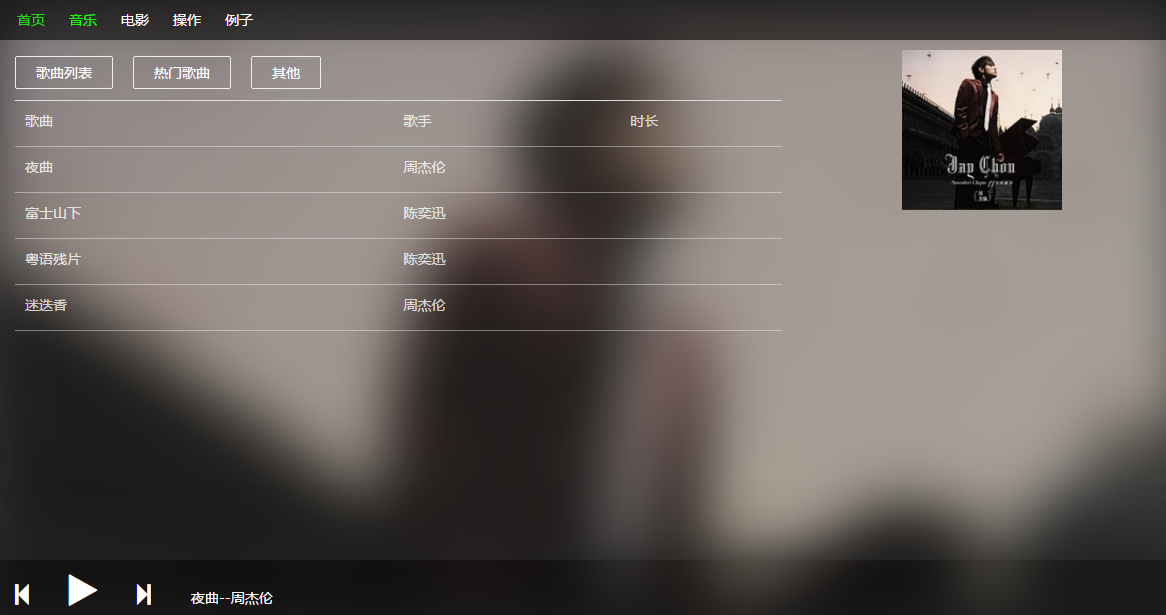 首页 音乐 电影 操作 例子
歌曲列表 热门歌曲 其他
歌曲 歌手 时长
夜曲 周杰伦
富士山下 陈奕迅
粤语残片 陈奕迅
迷迭香 周杰伦
Jay Chou
November's Chopin
夜曲--周杰伦